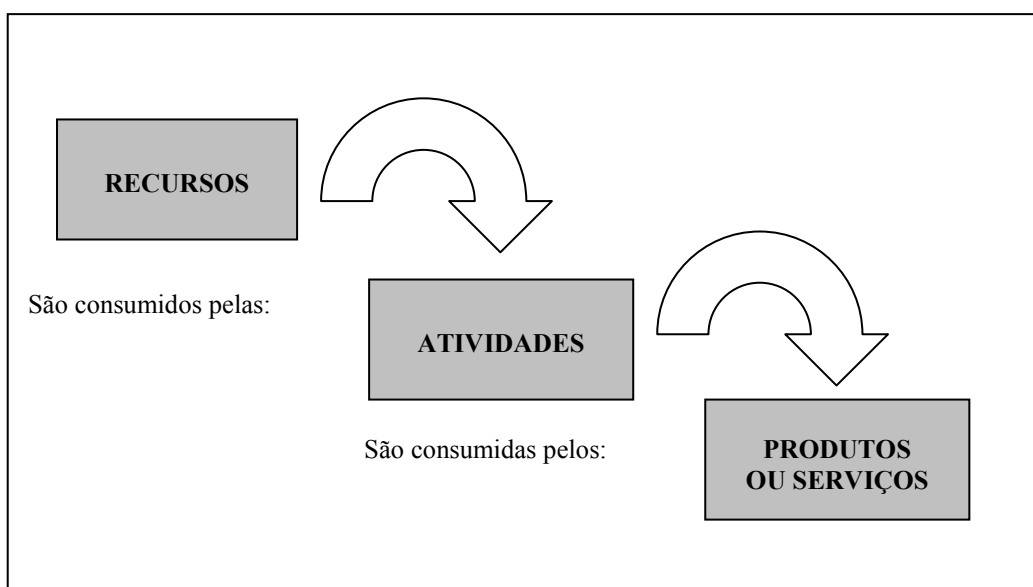 RECURSOS
São consumidos pelas:
ATIVIDADES
São consumidas pelos:
PRODUTOS
OU SERVIÇOS